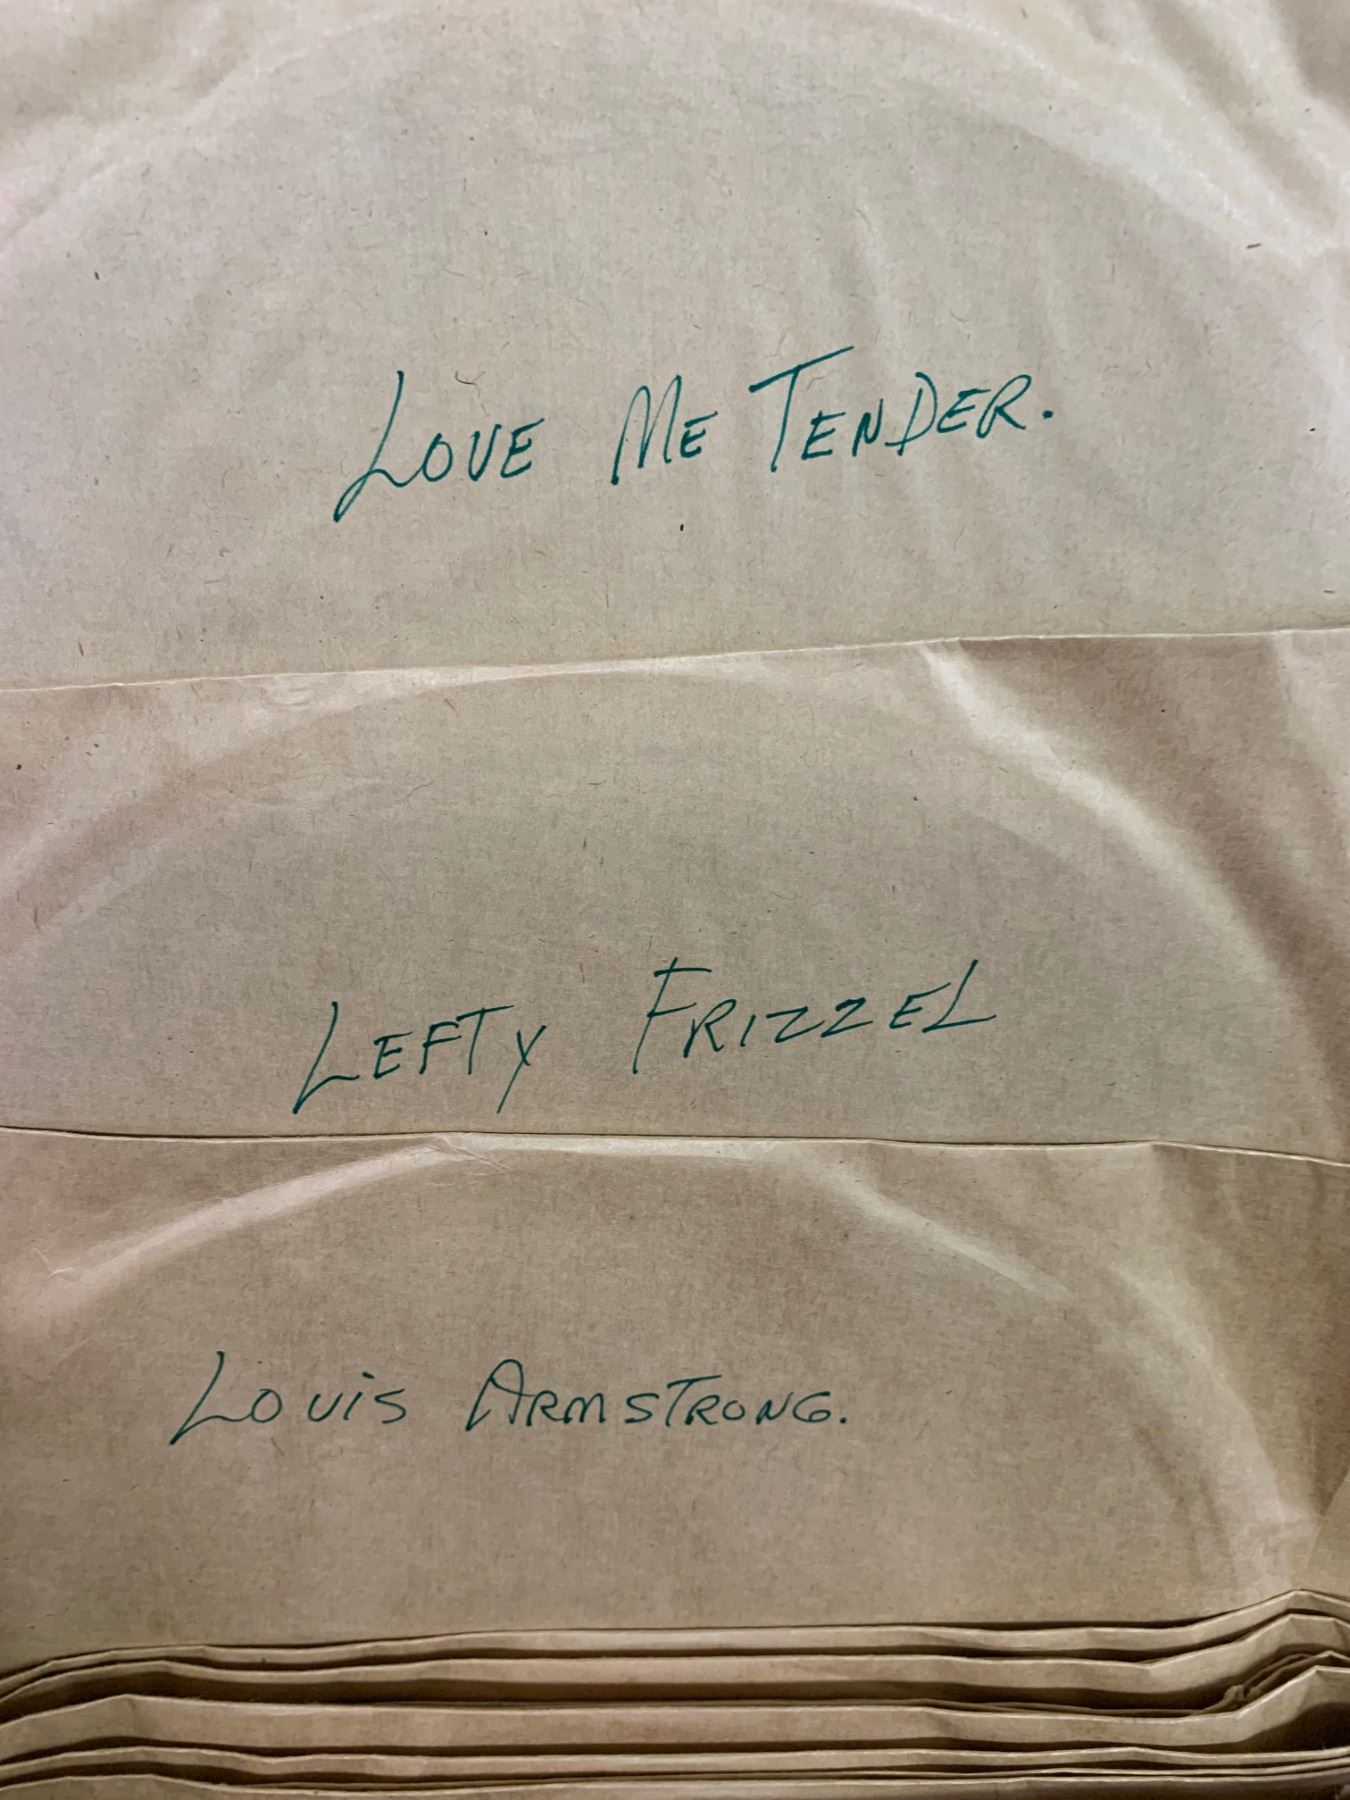 LOVE ME TENDER.
LEFTY FRIZZEL
LOUiS ARMSTRONG.